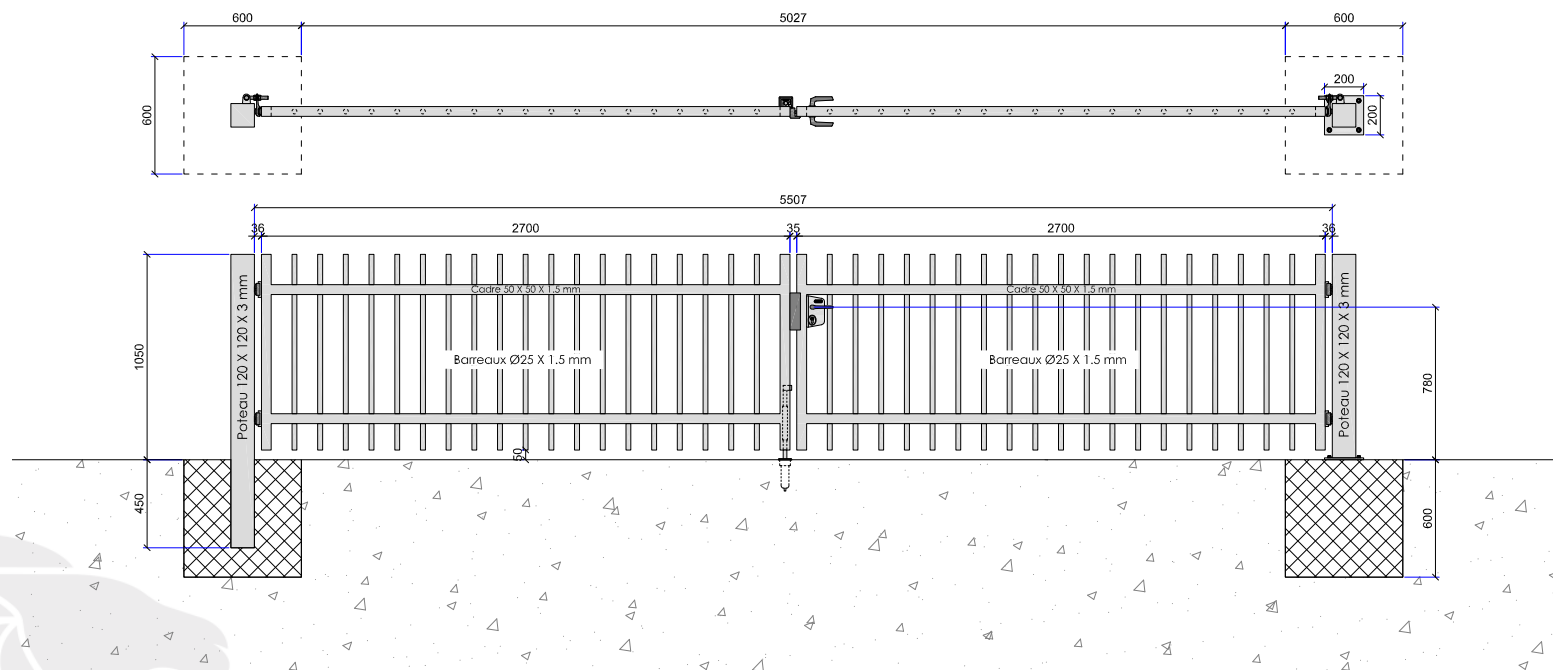 600 5027 600
600
200
200
5507
36 2700 35 2700 36
Cadre 50 X 50 X 1.5 mm Cadre 50 X 50 X 1.5 mm
Poteau 120 X 120 X 3 mm
Poteau 120 X 120 X 3 mm
1050
Barreaux Ø25 X 1.5 mm Barreaux Ø25 X 1.5 mm
780
50
450
600